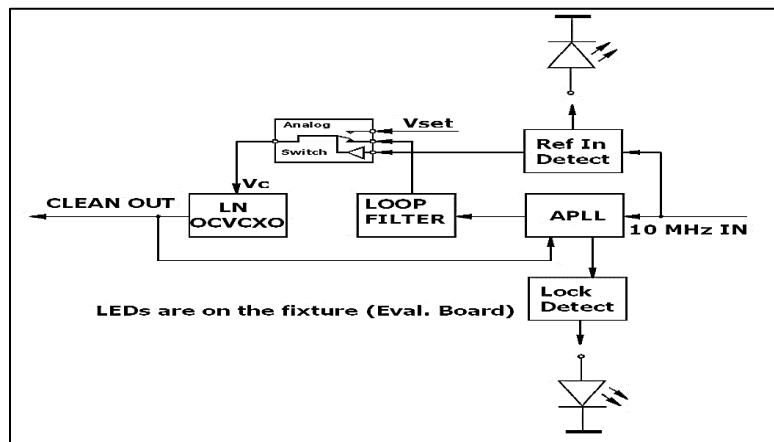 Analog
Switch
Vset
Ref In
Detect
Vc
CLEAN OUT
LN
OCVCXO
LOOP
FILTER
APLL
10 MHz IN
Lock
Detect
LEDs are on the fixture (Eval. Board)